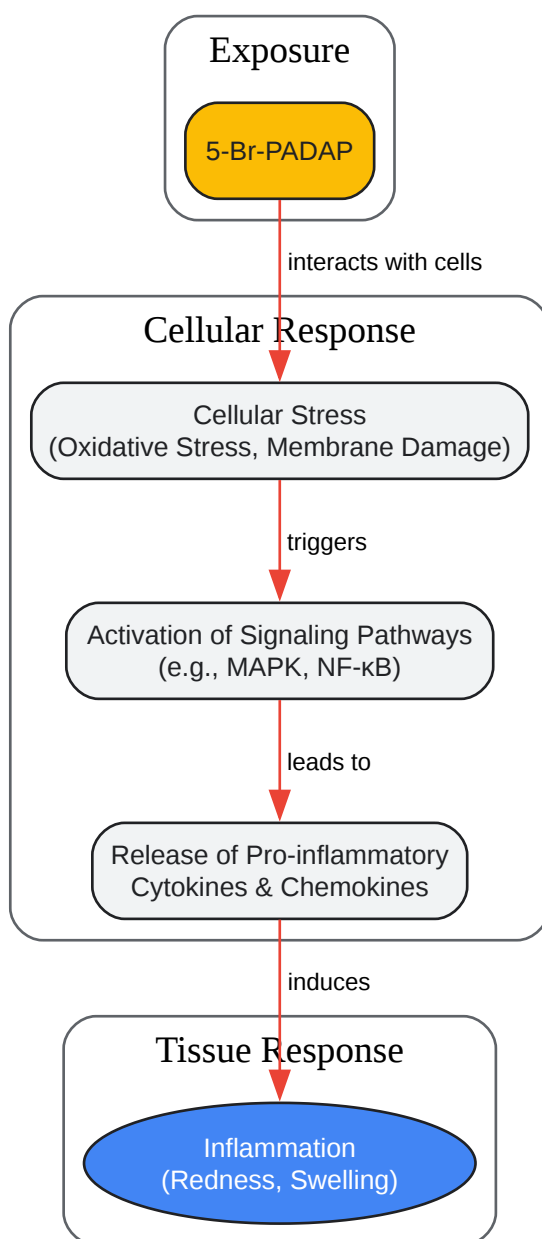 Exposure
5-Br-PADAP
interacts with cells
Cellular Response
Cellular Stress
(Oxidative Stress, Membrane Damage)
triggers
Activation of Signaling Pathways
(e.g., MAPK, NF-κB)
leads to
Release of Pro-inflammatory
Cytokines & Chemokines
induces
Tissue Response
Inflammation
(Redness, Swelling)